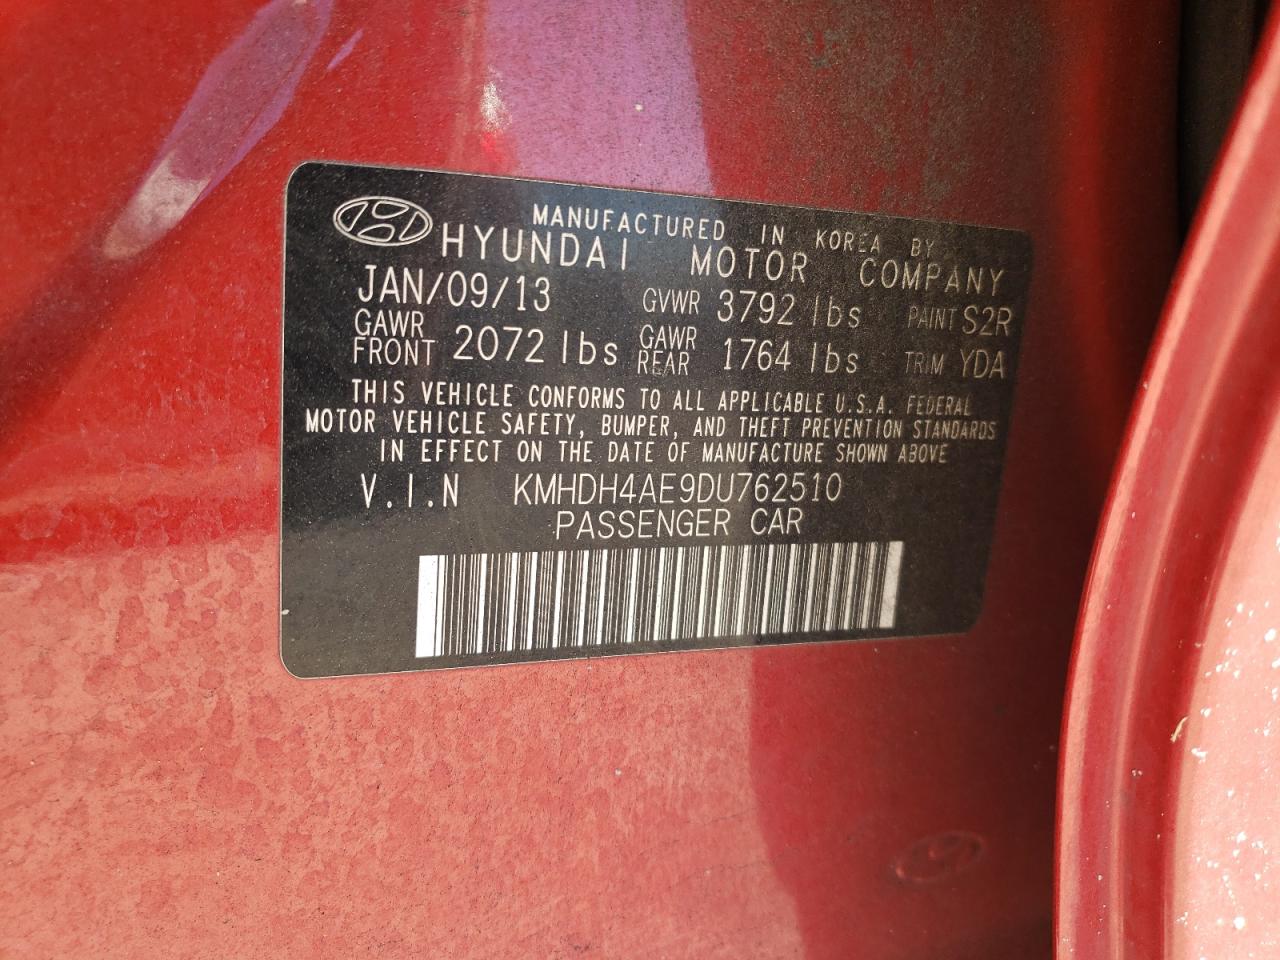 MANUFACTURED IN KOREA BY
HYUNDAI MOTOR COMPANY
JAN/09/13 GVWR 3792 lbs PAINT S2R
GAWR FRONT 2072 lbs GAWR REAR 1764 lbs TRIM YDA
THIS VEHICLE CONFORMS TO ALL APPLICABLE U.S.A. FEDERAL
MOTOR VEHICLE SAFETY, BUMPER, AND THEFT PREVENTION STANDARDS
IN EFFECT ON THE DATE OF MANUFACTURE SHOWN ABOVE
V.I.N KMHDH4AE9DU762510
PASSENGER CAR